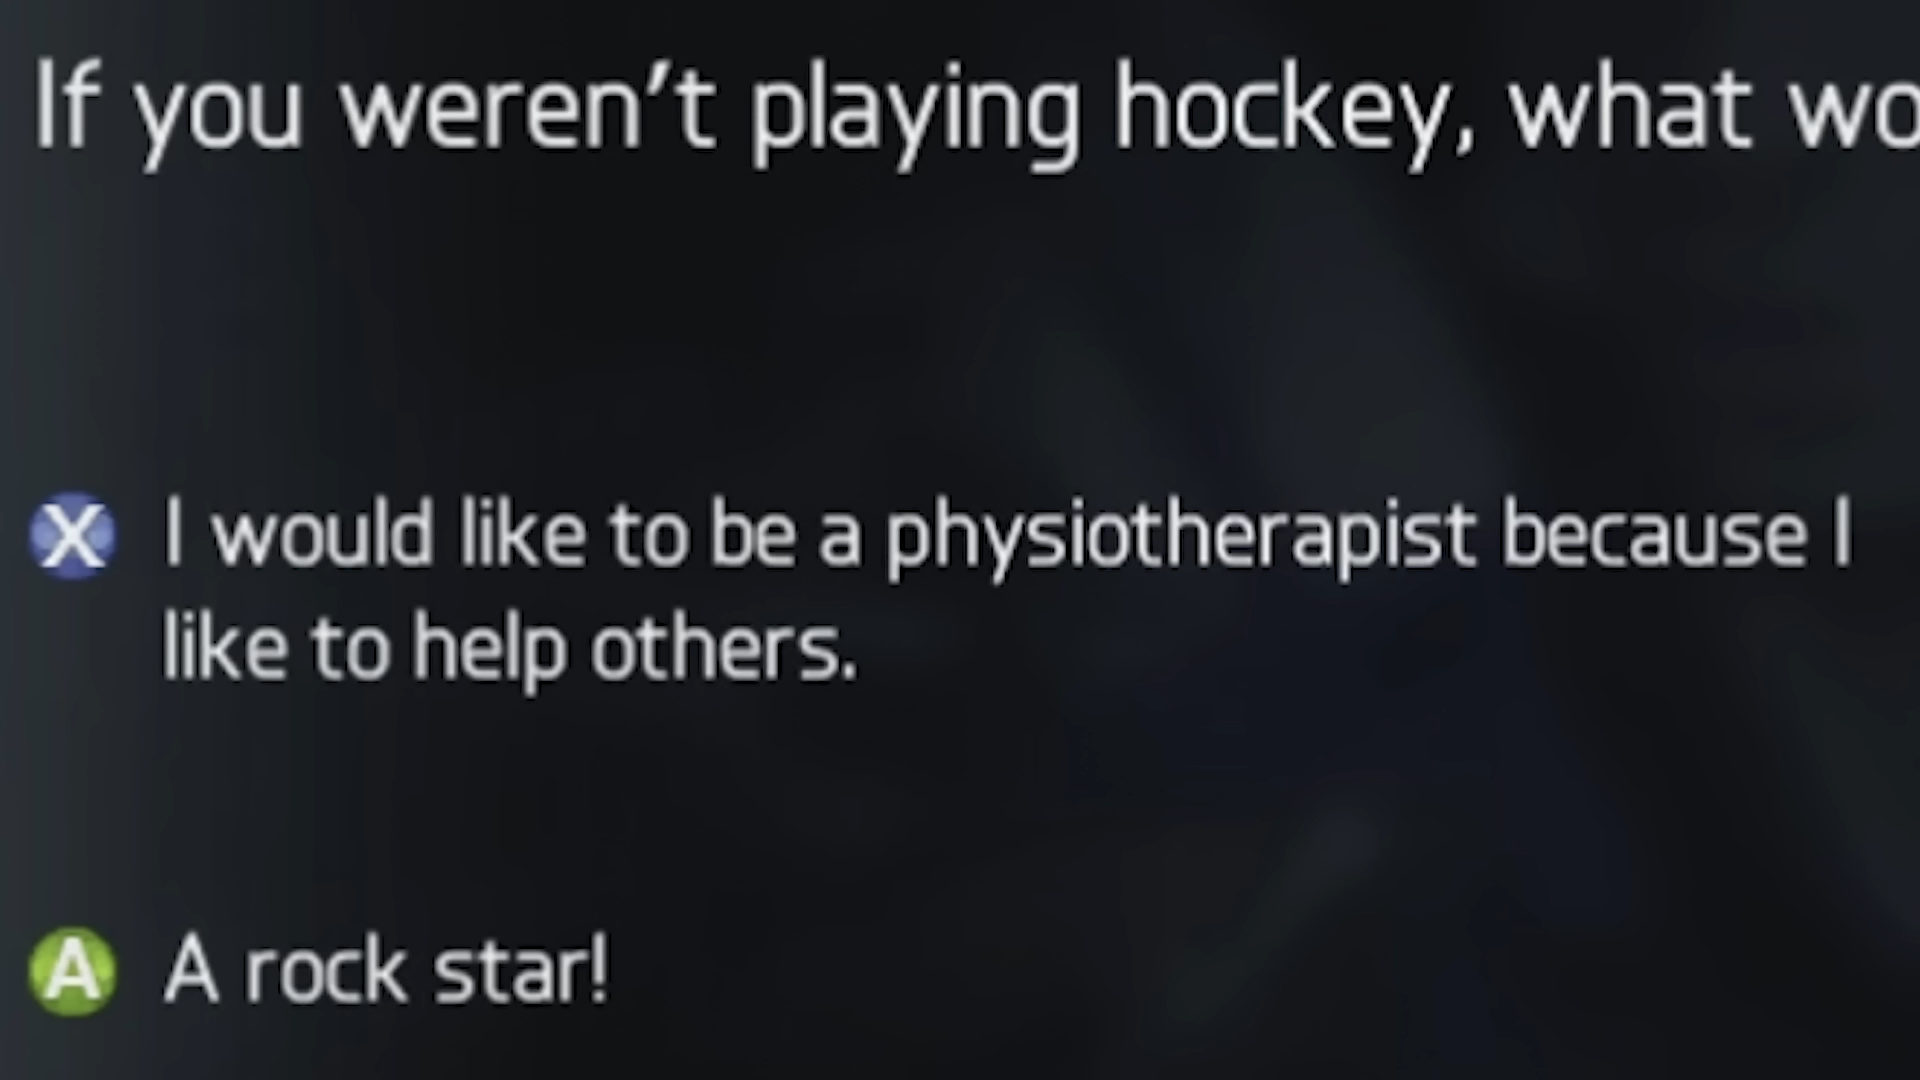 If you weren't playing hockey, what wo
X I would like to be a physiotherapist because I
like to help others.
A A rock star!